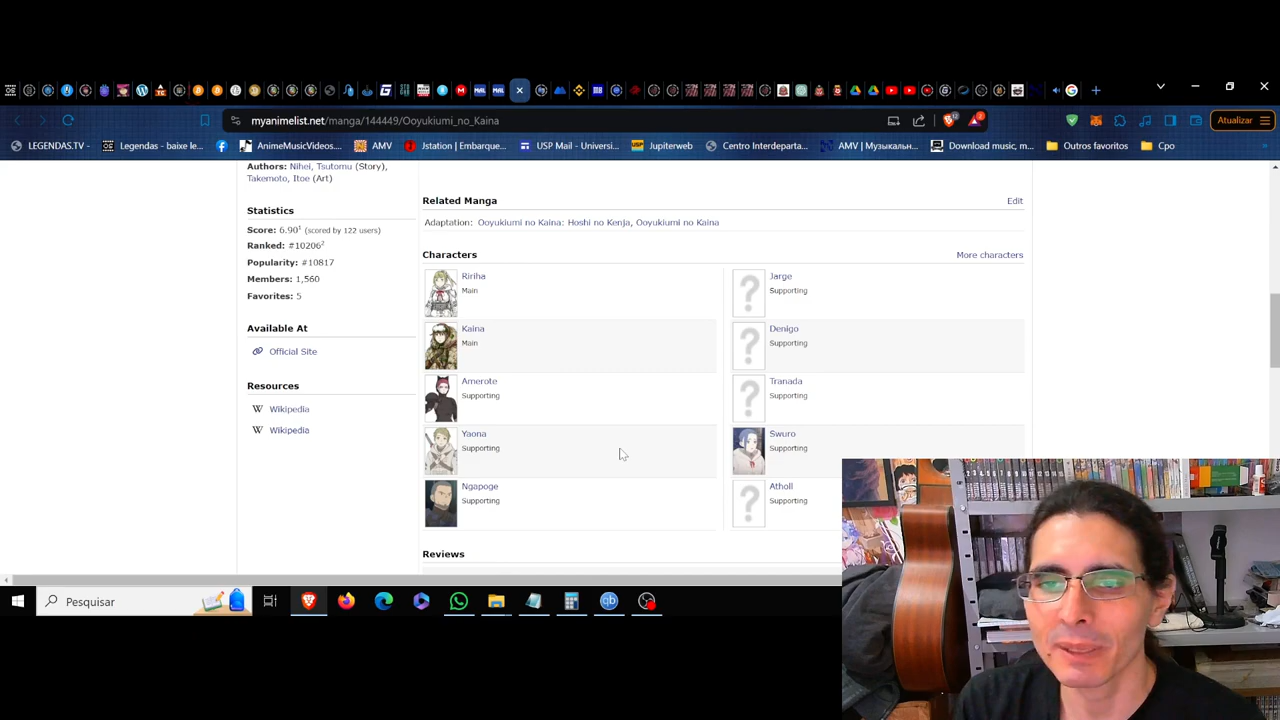 myanimelist.net/manga/144449/Ooyukiumi_no_Kaina
Atualizar
LEGENDAS.TV -
Legendas - baixe le...
AnimeMusicVideos....
AMV
Jstation | Embarque...
USP Mail - Universi...
Jupiterweb
Centro Interdeparta...
AMV | Музыкальн...
Download music, m...
Outros favoritos
Cpo
Authors: Nihei, Tsutomu (Story),
Takemoto, Itoe (Art)
Statistics
Score: 6.90¹ (scored by 122 users)
Ranked: #10206²
Popularity: #10817
Members: 1,560
Favorites: 5
Available At
Official Site
Resources
Wikipedia
Wikipedia
Related Manga
Edit
Adaptation: Ooyukiumi no Kaina: Hoshi no Kenja, Ooyukiumi no Kaina
Characters
More characters
Ririha
Main
Kaina
Main
Amerote
Supporting
Yaona
Supporting
Ngapoge
Supporting
Jarge
Supporting
Denigo
Supporting
Tranada
Supporting
Swuro
Supporting
Atholl
Supporting
Reviews
Pesquisar